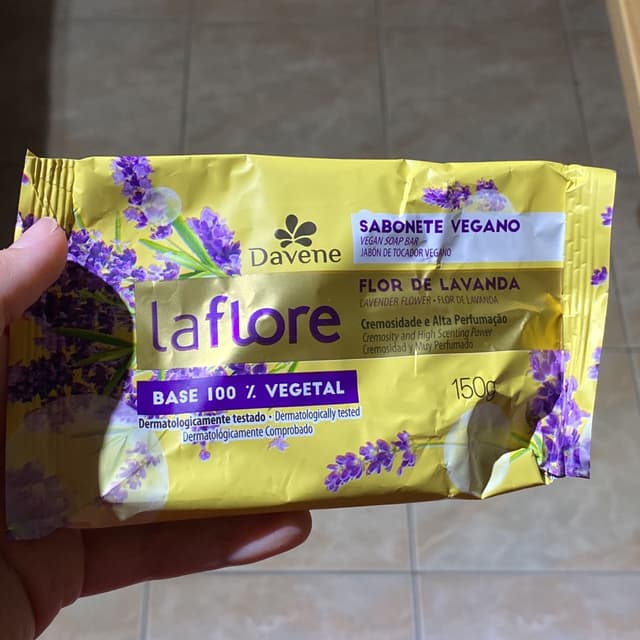 Davene
SABONETE VEGANO
VEGAN SOAP BAR
JABÓN DE TOCADOR VEGANO
laflore
FLOR DE LAVANDA
LAVENDER FLOWER • FLOR DE LAVANDA
Cremosidade e Alta Perfumação
Cremosity and High Scenting Power
Cremosidad y Muy Perfumado
BASE 100 % VEGETAL
150g
Dermatologicamente testado • Dermatologically tested
Dermatológicamente Comprobado